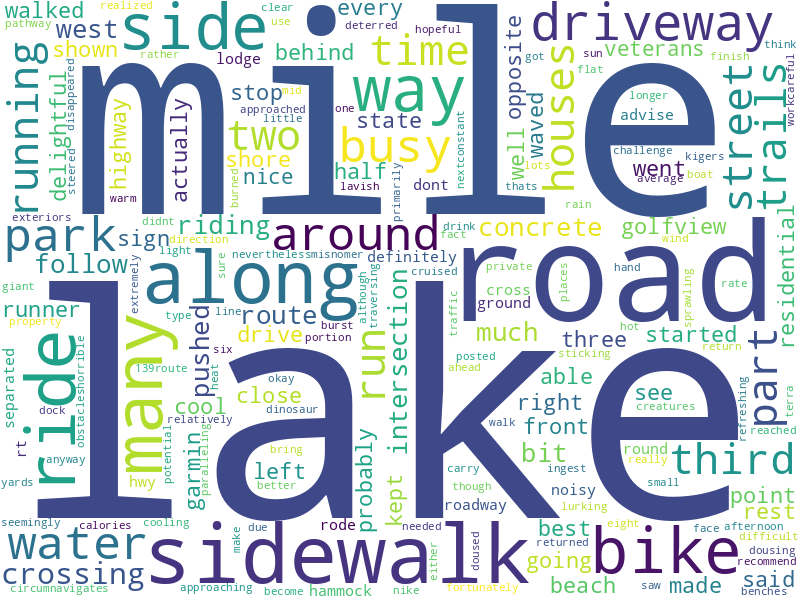 walked
pathway
realized
rather
clear
use
side
deterred
every
hopeful
driveway
west
shown
lodge
behind
time
got
sun
think
finish
veterans
flat
opposite
workcareful
mile
running
delightful
disappeared
steered
highway
warm
actually
stop
approached
mid
one
way
two
little
state
busy
shore
nice
half
lavish
dont
primarily
nextconstant
well
waved
longer
advise
houses
challenge
kigers
thats
lots
average
boat
went
rain
street
trails
exteriors
park
sign
didnt
direction
riding
around
drink
fact
concrete
golfview
wind
residential
follow
light
nevertheless
misnomer
definitely
cruised
private
places
hand
giant
extremely
along
sure
road
runner
type
line
route
although
traversing
cross
ground
sprawling
rate
property
many
pushed
six
drive
burst
portion
run
intersection
traffic
much
three
hot
started
return
part
separated
dock
139route
ride
obstacleshorrible
lake
close
okay
dinosaur
relatively
cool
heat
posted
ahead
sticking
able
see
creatures
refreshing
reached
terra
rt
anyway
yards
hwy
potential
garmin
paralleling
bring
better
left
probably
kept
walk
carry
though
roadway
right
front
bit
ingest
noisy
lurking
round
really
small
third
point
rest
seemingly
calories
cooling
water
crossing
circumnavigates
approaching
make
due
sidewalk
rode
become
hammock
doused
needed
nike
either
fortunately
best
returned
going
beach
eight
saw
bike
made
face
afternoon
difficult
dousing
recommend
said
benches